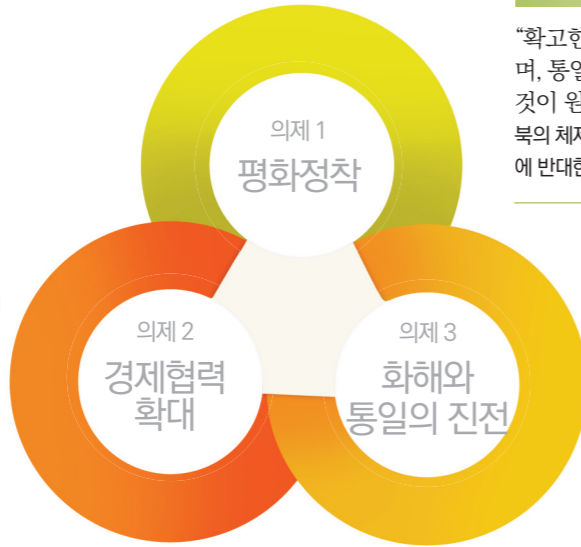 의제 1
평화정착
의제 2
경제협력
확대
의제 3
화해와
통일의 진전
“확고한
며, 통일
것이 원
북의 체제
에 반대한